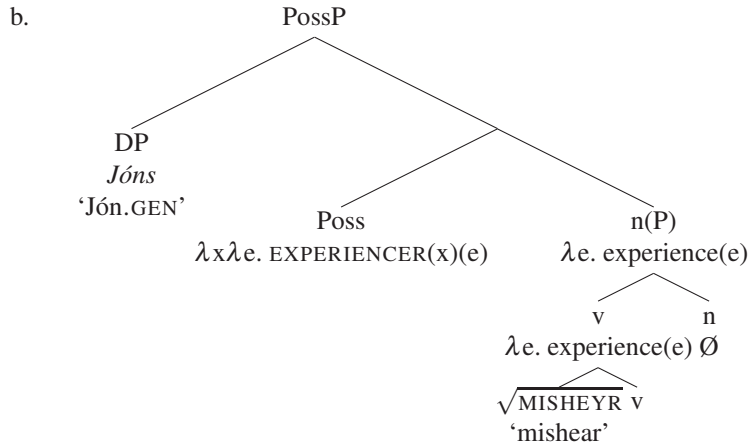 b. PossP
DP
Jóns
‘Jón.GEN’
Poss n(P)
λxλe. EXPERIENCER(x)(e) λe. experience(e)
v n
λe. experience(e) Ø
√MISHEYR v
‘mishear’